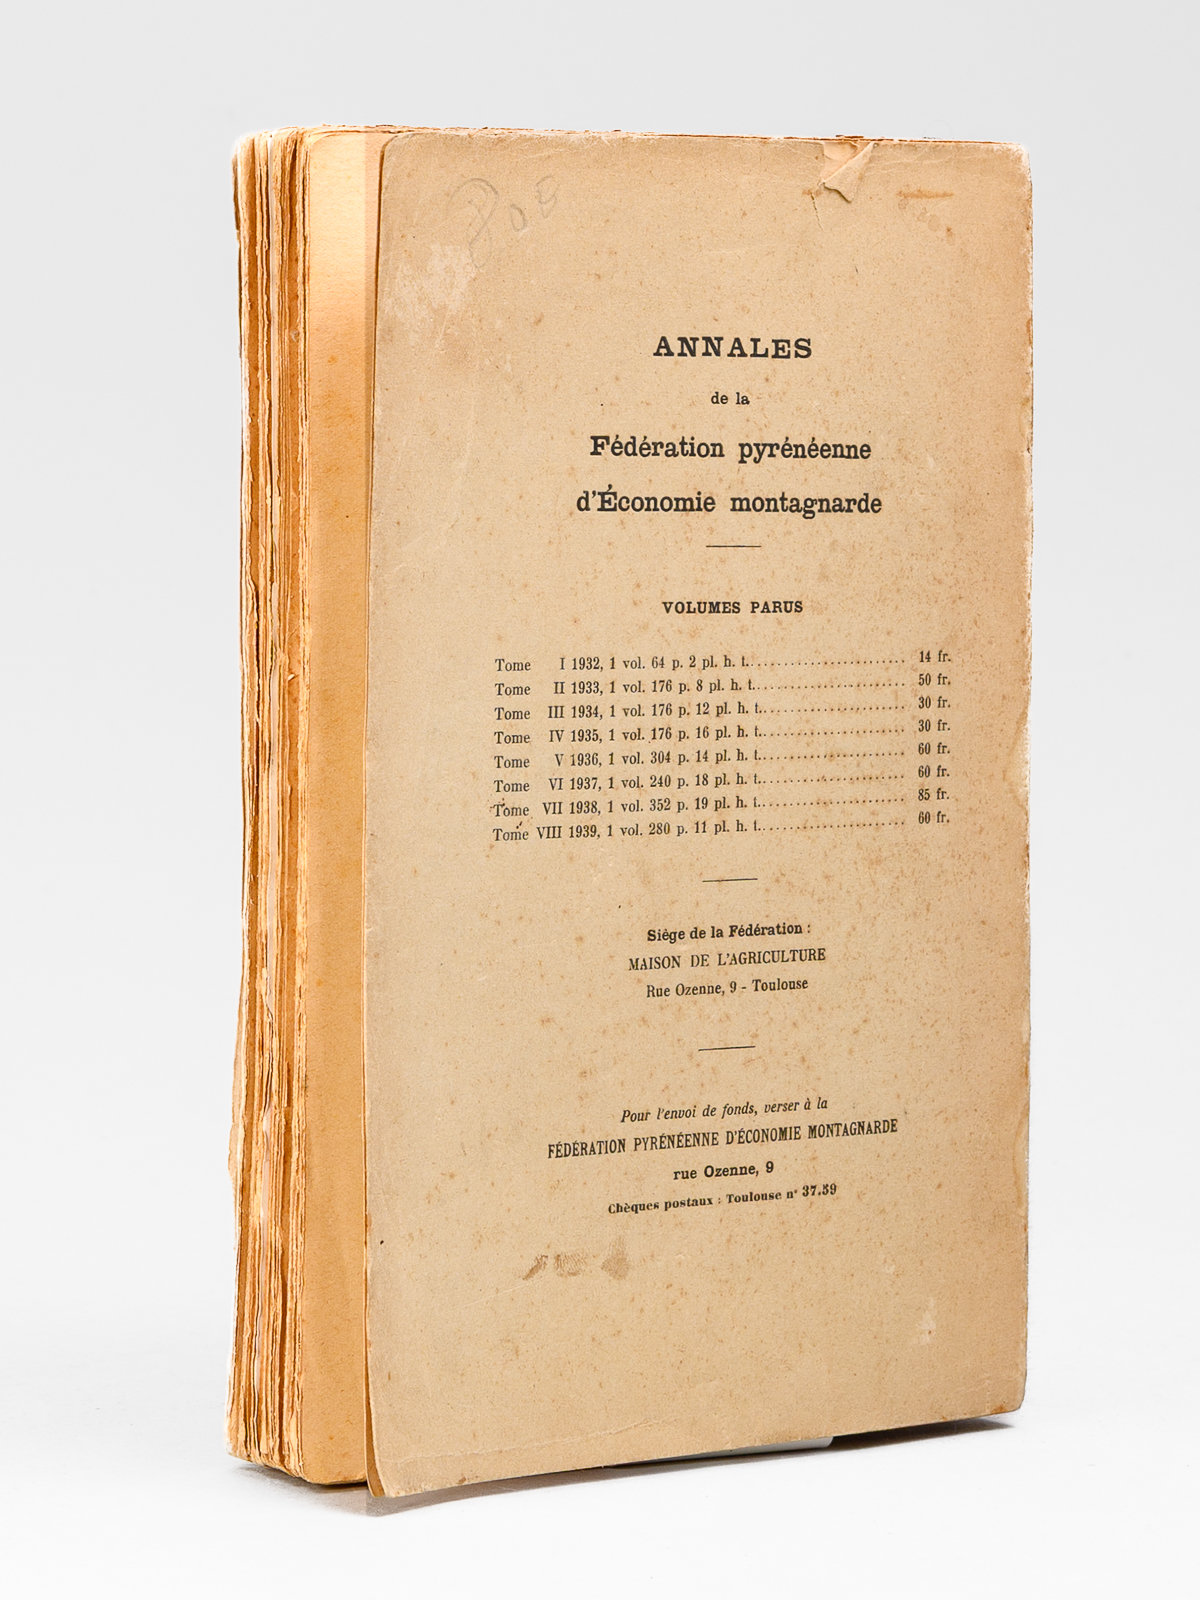 ANNALES
de la
Fédération pyrénéenne
d'Économie montagnarde
VOLUMES PARUS
Tome I 1932, 1 vol. 64 p. 2 pl. h. t. 14 fr.
Tome II 1933, 1 vol. 176 p. 8 pl. h. t. 50 fr.
Tome III 1934, 1 vol. 176 p. 12 pl. h. t. 30 fr.
Tome IV 1935, 1 vol. 176 p. 16 pl. h. t. 30 fr.
Tome V 1936, 1 vol. 304 p. 14 pl. h. t. 60 fr.
Tome VI 1937, 1 vol. 240 p. 18 pl. h. t. 60 fr.
Tome VII 1938, 1 vol. 352 p. 19 pl. h. t. 85 fr.
Tome VIII 1939, 1 vol. 280 p. 11 pl. h. t. 60 fr.
Siège de la Fédération :
MAISON DE L'AGRICULTURE
Rue Ozenne, 9 - Toulouse
Pour l'envoi de fonds, verser à la
FÉDÉRATION PYRÉNÉENNE D'ÉCONOMIE MONTAGNARDE
rue Ozenne, 9
Chèques postaux : Toulouse n° 37.59